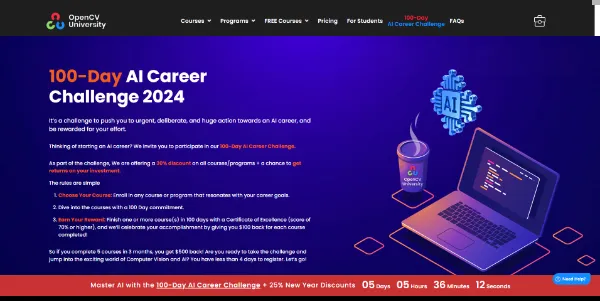 OpenCV
University
Courses Programs FREE Courses Pricing For Students 100-Day AI Career Challenge FAQs
100-Day AI Career
Challenge 2024
It's a challenge to push you to urgent, deliberate, and huge action towards an AI career, and
be rewarded for your effort.
Thinking of starting an AI career? We invite you to participate in our 100-Day AI Career Challenge.
As part of the challenge, We are offering a 20% discount on all courses/programs + a chance to get
returns on your investment.
The rules are simple
1. Choose Your Course: Enroll in any course or program that resonates with your career goals.
2. Dive into the courses with a 100 Day commitment.
3. Earn Your Reward: Finish one or more course(s) in 100 days with a Certificate of Excellence (score of
70% or higher), and we'll celebrate your accomplishment by giving you $100 back for each course
completed!
So if you complete 5 courses in 3 months, you get $500 back! Are you ready to take the challenge and
jump into the exciting world of Computer Vision and AI? You have less than 4 days to register. Let's go!
AI
OpenCV
University
Need Help?
Master AI with the 100-Day AI Career Challenge + 25% New Year Discounts 05 Days 05 Hours 36 Minutes 12 Seconds